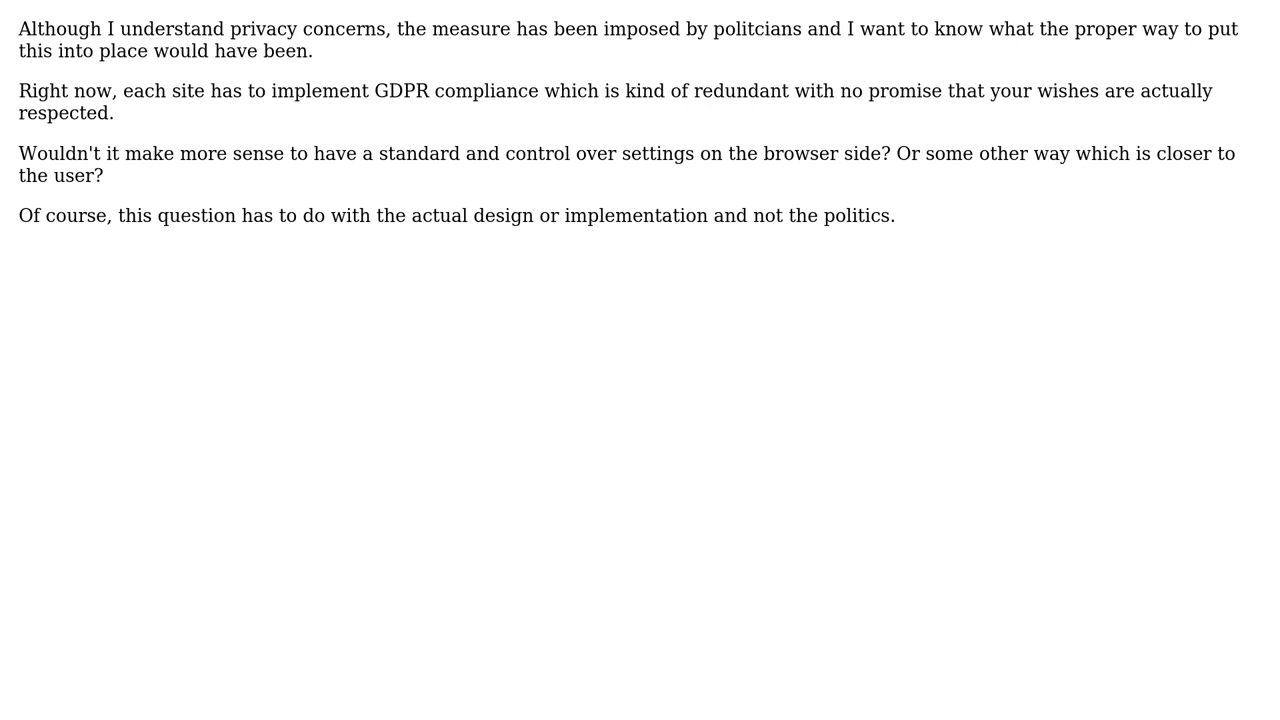 Although I understand privacy concerns, the measure has been imposed by politcians and I want to know what the proper way to put
this into place would have been.
Right now, each site has to implement GDPR compliance which is kind of redundant with no promise that your wishes are actually
respected.
Wouldn't it make more sense to have a standard and control over settings on the browser side? Or some other way which is closer to
the user?
Of course, this question has to do with the actual design or implementation and not the politics.